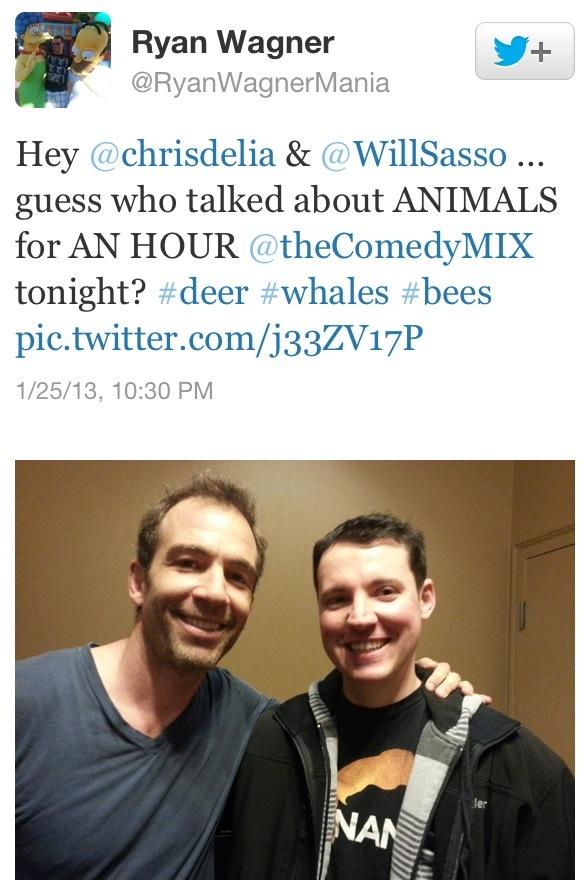 Ryan Wagner
@RyanWagnerMania
+
Hey @chrisdelia & @WillSasso ...
guess who talked about ANIMALS
for AN HOUR @theComedyMIX
tonight? #deer #whales #bees
pic.twitter.com/j33ZV17P
1/25/13, 10:30 PM
ler
NAN